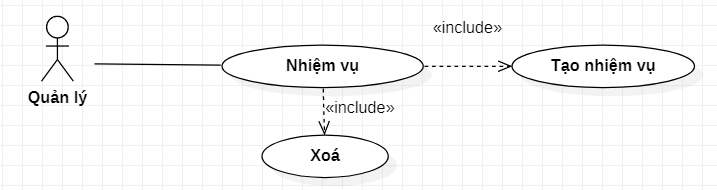 «include»
Quản lý
Nhiệm vụ
Tạo nhiệm vụ
«include»
Xoá